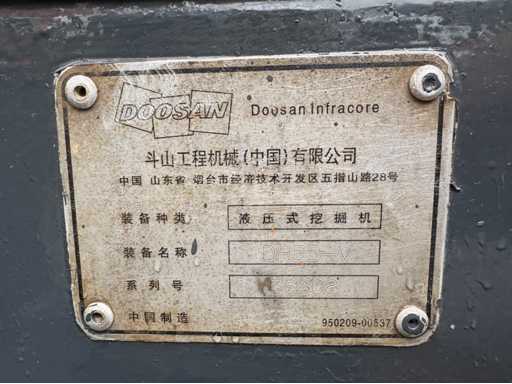 DOOSAN
Doosan Infracore
斗山工程机械(中国)有限公司
中国 山东省 烟台市经济技术开发区五指山路28号
装备种类
液压式挖掘机
装备名称
系列号
中国制造
950209-00537